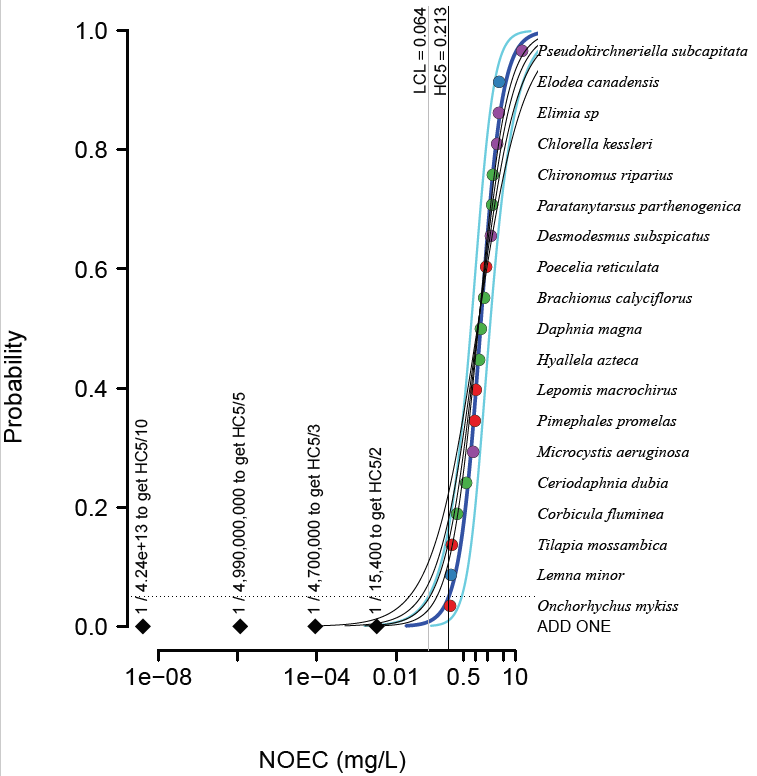 LCL = 0.064
HC5 = 0.213
1.0
0.8
0.6
0.4
0.2
0.0
Probability
1 / 4.24e+13 to get HC5/10
1 / 4,990,000,000 to get HC5/5
1 / 4,700,000 to get HC5/3
1 / 15,400 to get HC5/2
Pseudokirchneriella subcapitata
Elodea canadensis
Elimia sp
Chlorella kessleri
Chironomus riparius
Paratanytarsus parthenogenica
Desmodesmus subspicatus
Poecelia reticulata
Brachionus calyciflorus
Daphnia magna
Hyallela azteca
Lepomis macrochirus
Pimephales promelas
Microcystis aeruginosa
Ceriodaphnia dubia
Corbicula fluminea
Tilapia mossambica
Lemna minor
Onchorhychus mykiss
ADD ONE
1e−08
1e−04
0.01
0.5
10
NOEC (mg/L)